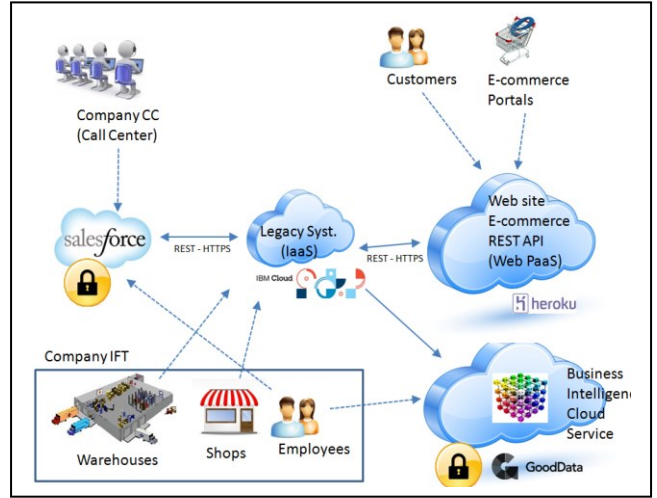 Customers
E-commerce
Portals
Company CC
(Call Center)
salesforce
REST - HTTPS
Legacy Syst.
(IaaS)
IBM Cloud
REST - HTTPS
Web site
E-commerce
REST API
(Web PaaS)
heroku
Company IFT
Warehouses
Shops
Employees
Business
Intelligen
Cloud
Service
GoodData